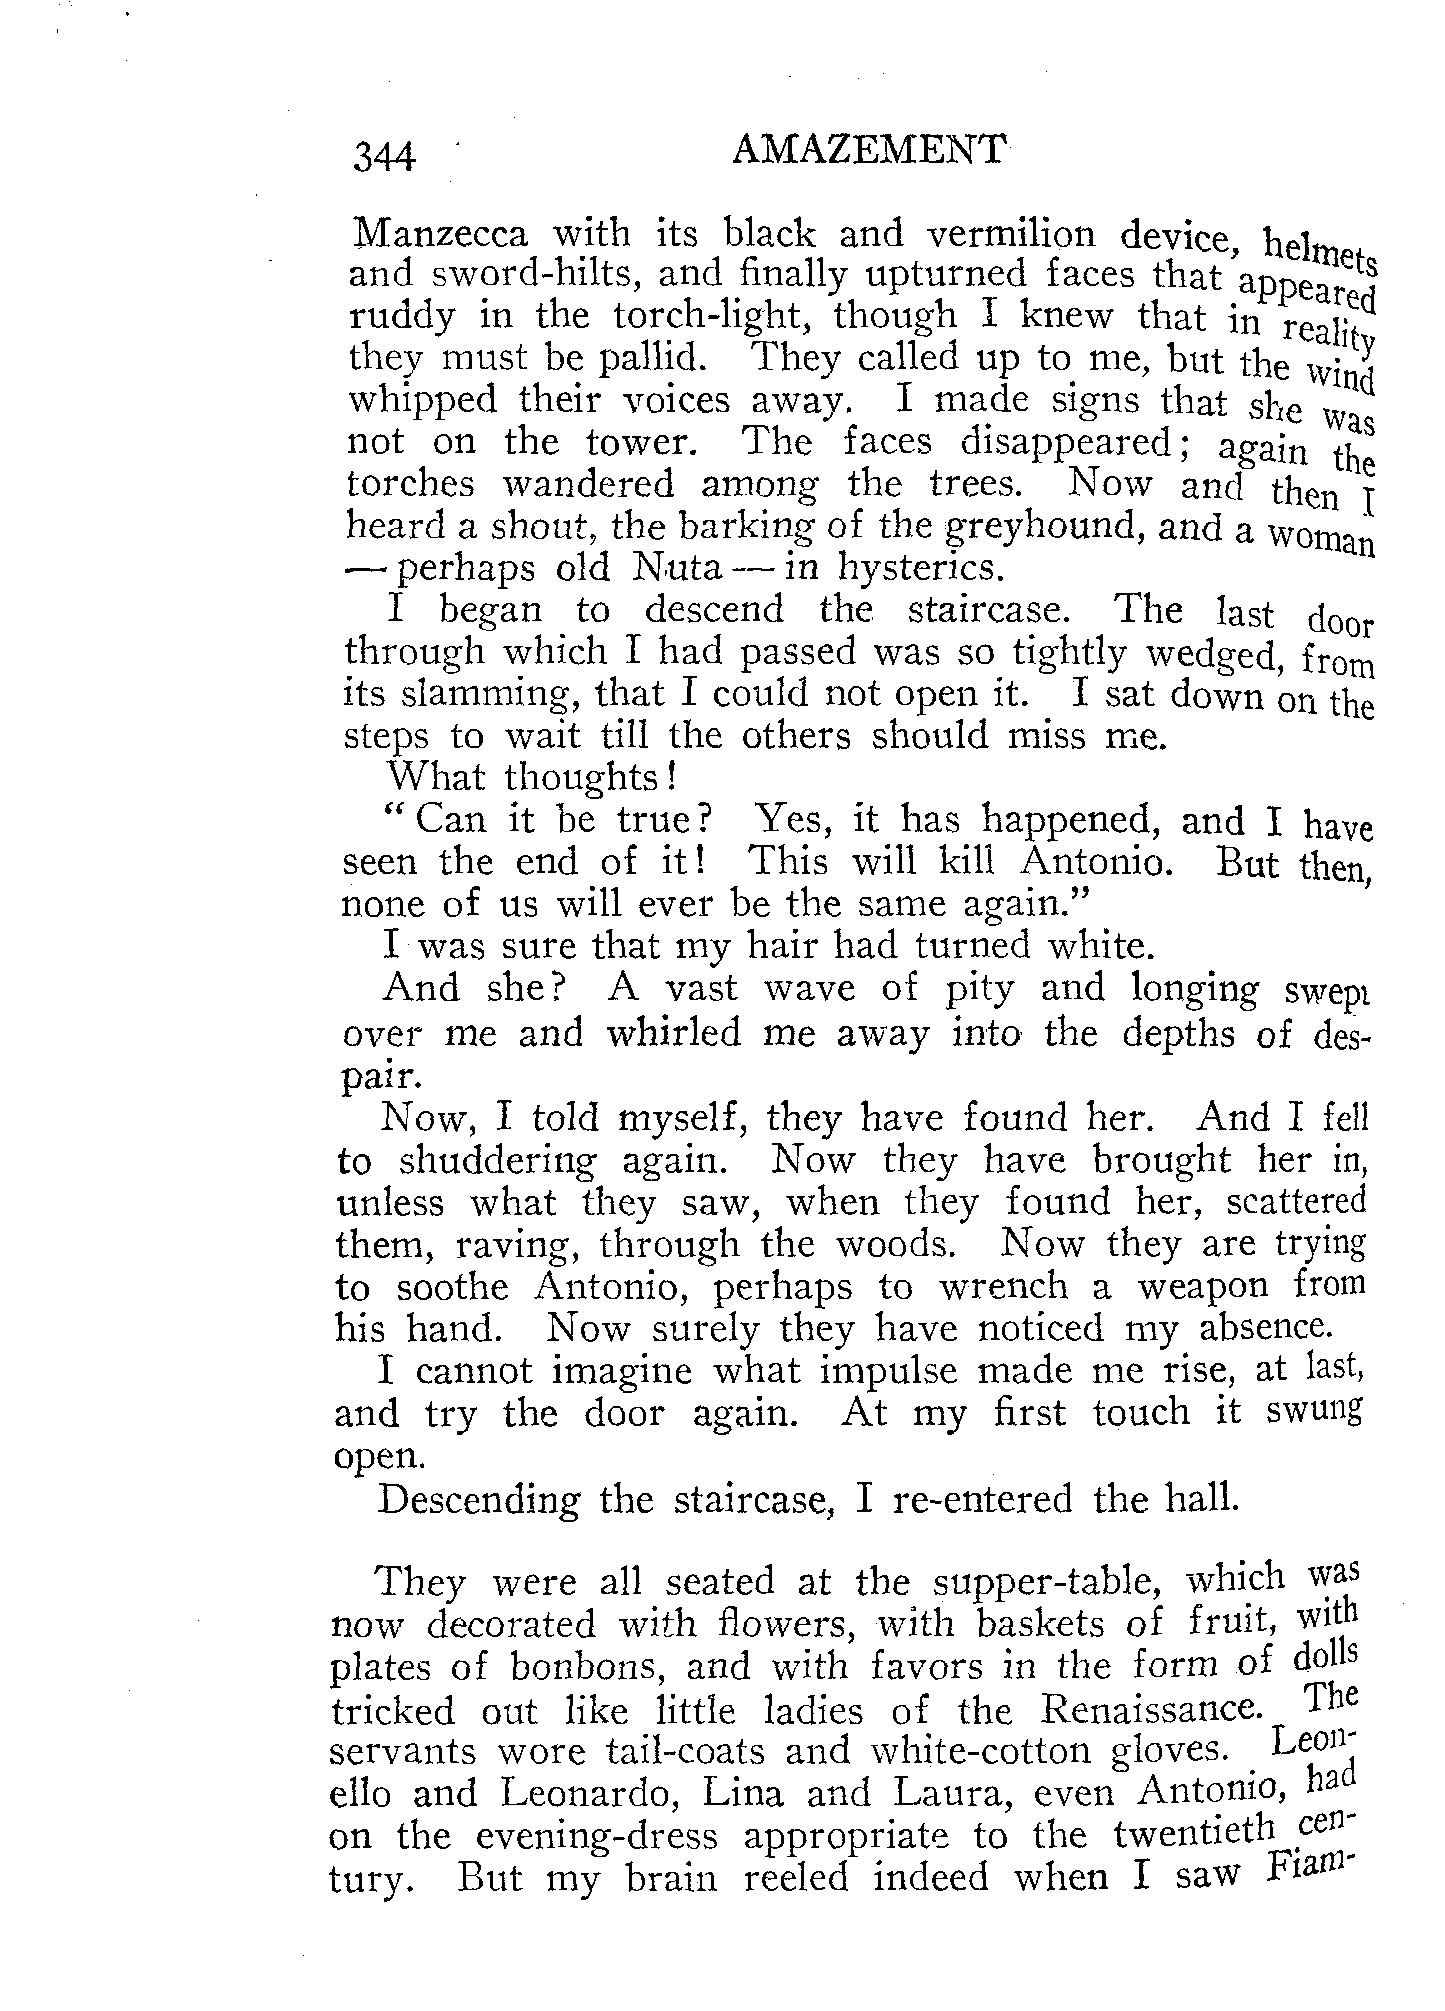 344 AMAZEMENT
Manzecca with its black and vermilion device, helmets
and sword-hilts, and finally upturned faces that appeared
ruddy in the torch-light, though I knew that in reality
they must be pallid. They called up to me, but the wind
whipped their voices away. I made signs that she was
not on the tower. The faces disappeared; again the
torches wandered among the trees. Now and then I
heard a shout, the barking of the greyhound, and a woman
— perhaps old Nuta — in hysterics.
I began to descend the staircase. The last door
through which I had passed was so tightly wedged, from
its slamming, that I could not open it. I sat down on the
steps to wait till the others should miss me.
What thoughts!
“Can it be true? Yes, it has happened, and I have
seen the end of it! This will kill Antonio. But then,
none of us will ever be the same again.”
I was sure that my hair had turned white.
And she? A vast wave of pity and longing swept
over me and whirled me away into the depths of des-
pair.
Now, I told myself, they have found her. And I fell
to shuddering again. Now they have brought her in,
unless what they saw, when they found her, scattered
them, raving, through the woods. Now they are trying
to soothe Antonio, perhaps to wrench a weapon from
his hand. Now surely they have noticed my absence.
I cannot imagine what impulse made me rise, at last,
and try the door again. At my first touch it swung
open.
Descending the staircase, I re-entered the hall.
They were all seated at the supper-table, which was
now decorated with flowers, with baskets of fruit, with
plates of bonbons, and with favors in the form of dolls
tricked out like little ladies of the Renaissance. The
servants wore tail-coats and white-cotton gloves. Leon-
ello and Leonardo, Lina and Laura, even Antonio, had
on the evening-dress appropriate to the twentieth cen-
tury. But my brain reeled indeed when I saw Fiam-